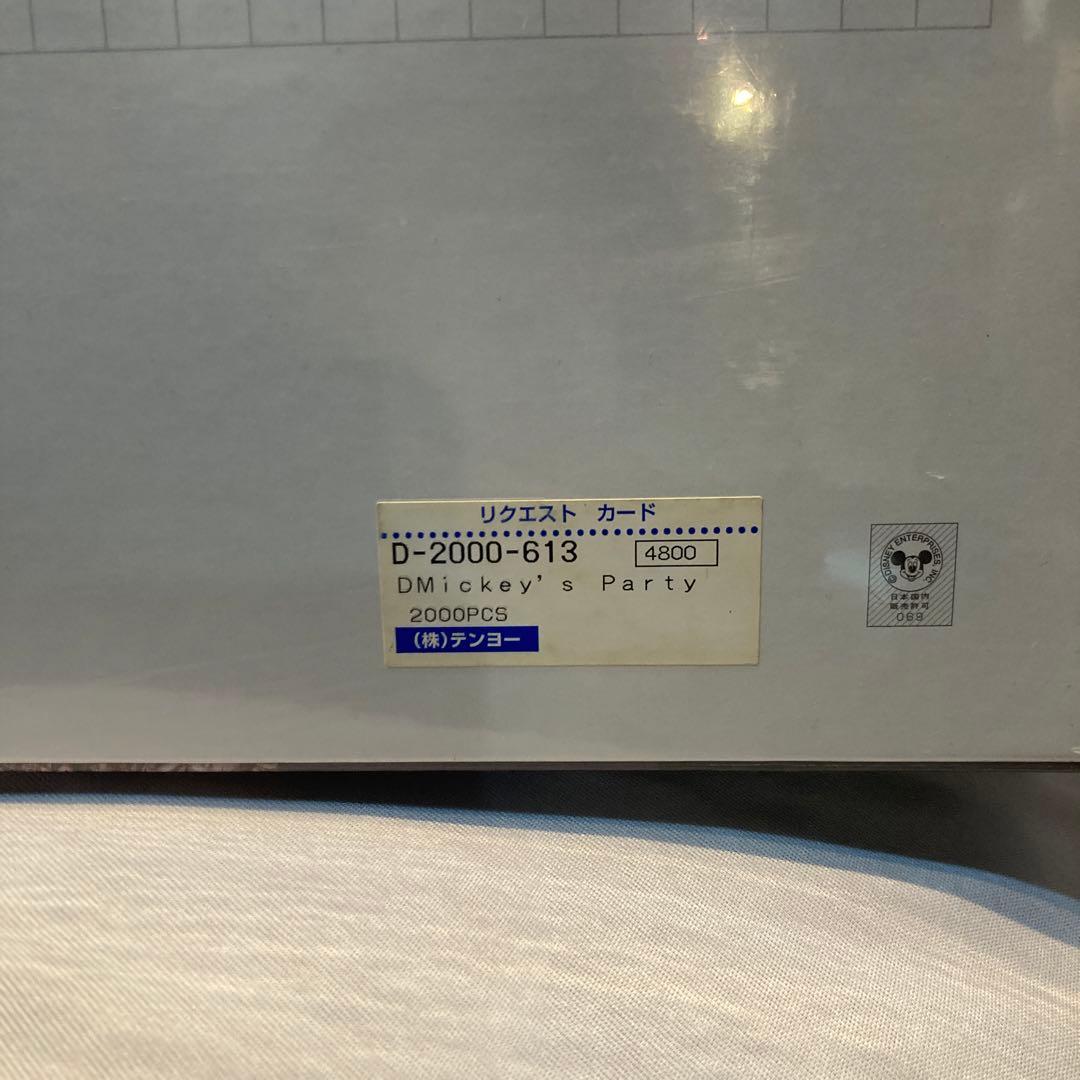 リクエスト カード
D-2000-613 4800
DMickey's Party
2000PCS
(株)テンヨー
©DISNEY ENTERPRISES, INC
日本国内
販売許可
069